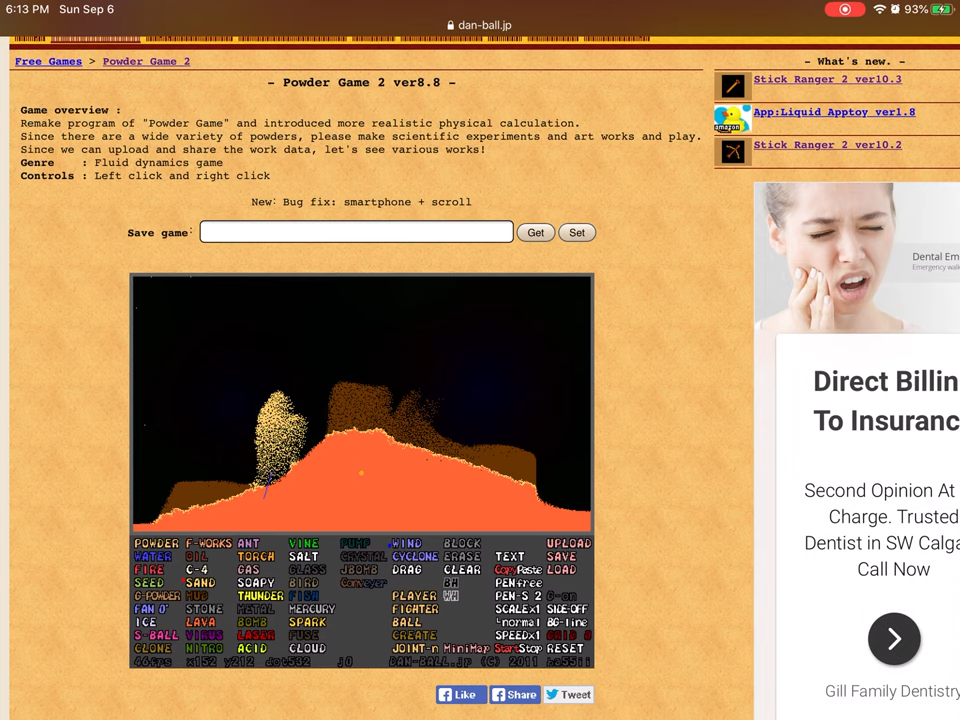 6:13 PM Sun Sep 6
93%
dan-ball.jp
Free Games > Powder Game 2
- What's new. -
- Powder Game 2 ver8.8 -
Stick Ranger 2 ver10.3
App:Liquid Apptoy ver1.8
amazon
Stick Ranger 2 ver10.2
Game overview :
Remake program of "Powder Game" and introduced more realistic physical calculation.
Since there are a wide variety of powders, please make scientific experiments and art works and play.
Since we can upload and share the work data, let's see various works!
Genre : Fluid dynamics game
Controls : Left click and right click
New: Bug fix: smartphone + scroll
Save game: Get Set
POWDER F-WORKS ANT VINE PUMP WIND BLOCK UPLOAD
WATER OIL TORCH SALT CRYSTAL CYCLONE ERASE TEXT SAVE
FIRE C-4 GAS GLASS JBOMB DRAG CLEAR CopyPaste LOAD
SEED SAND SOAPY BIRD Conveyer BH PENfree
G-POWDER MUD THUNDER FISH PLAYER PEN-S 2 G-on
FAN STONE METAL MERCURY FIGHTER SCALEx1 SIDE-OFF
ICE LAVA BOMB SPARK BALL normal BG-line
S-BALL VIRUS LASER FUSE CREATE SPEEDx1 GRID 0
CLONE NITRO ACID CLOUD JOINT-n MiniMap StartStop RESET
46fps x152 y212 dot532 j0 DAN-BALL.jp (C) 2011 ha55ii
Like Share Tweet
Dental Em
Emergency walk
Direct Billin
To Insuranc
Second Opinion At
Charge. Trusted
Dentist in SW Calga
Call Now
Gill Family Dentistry